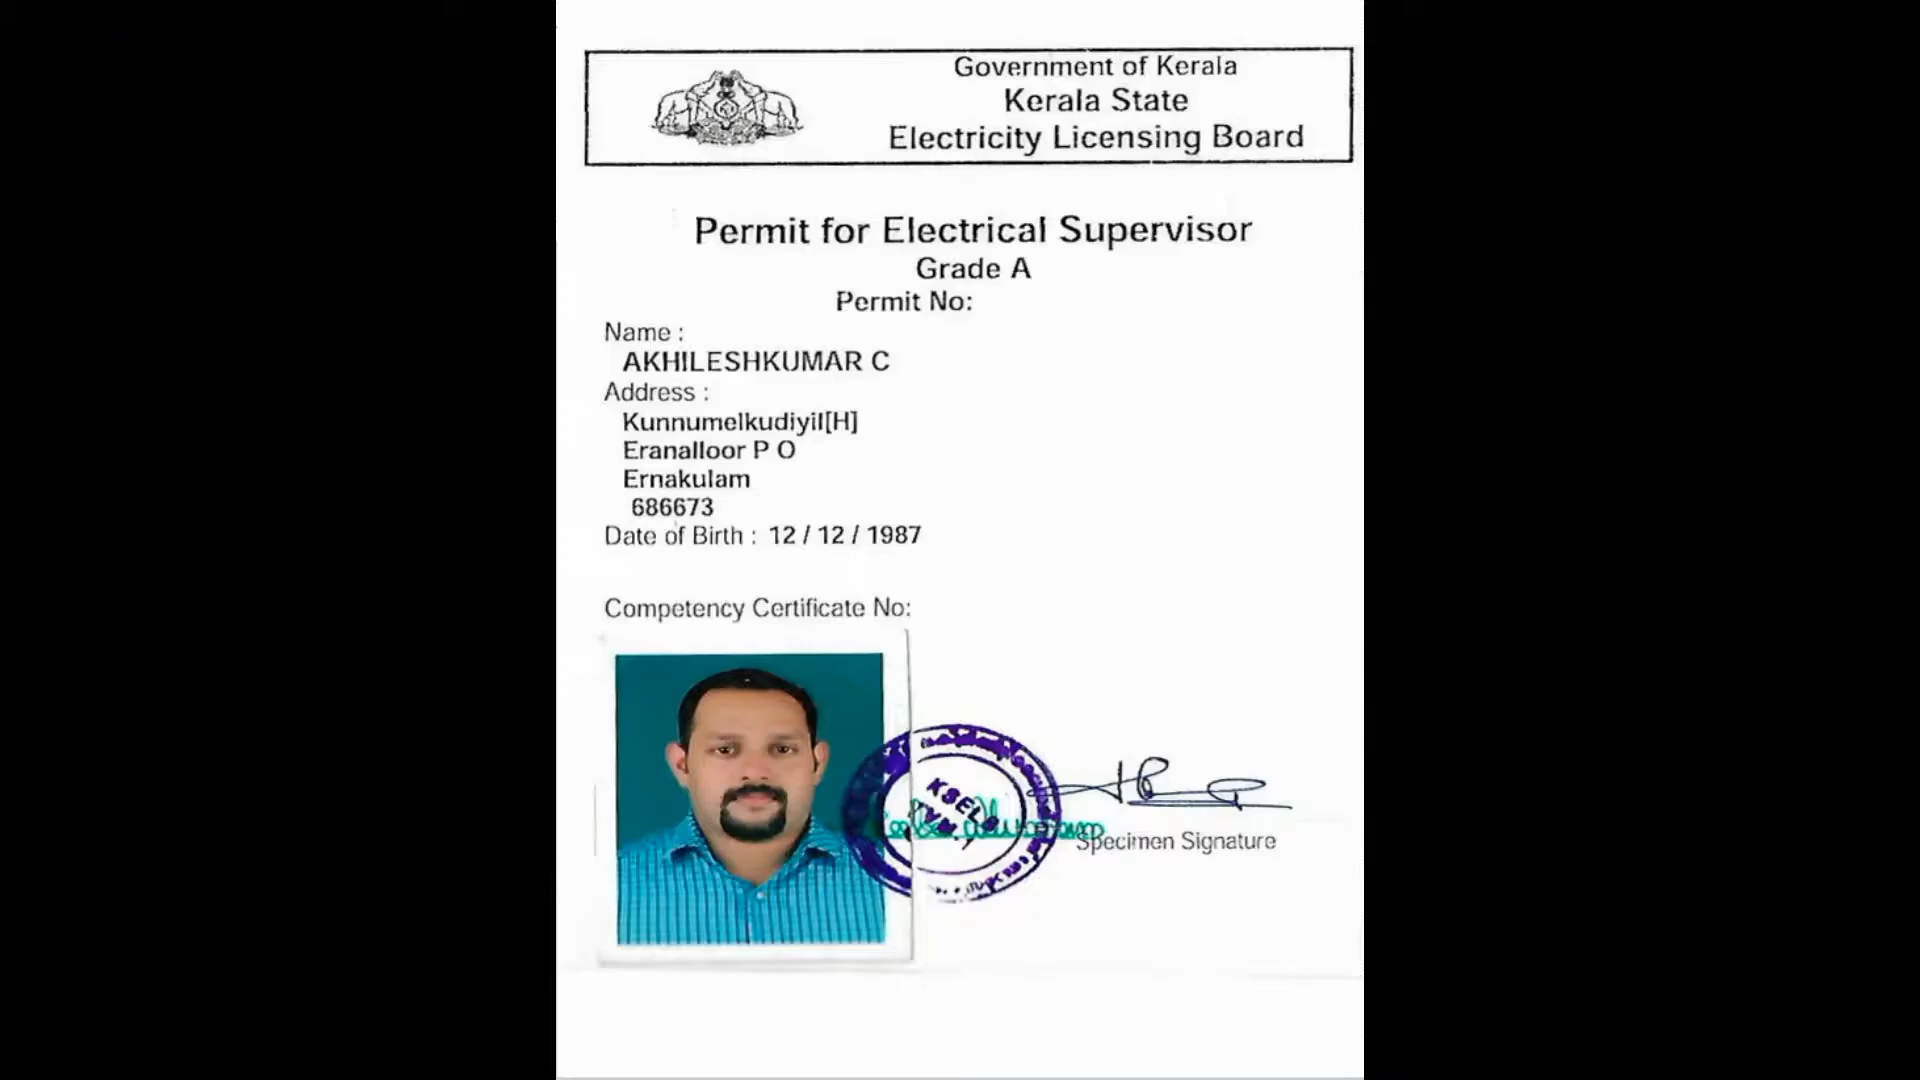 Government of Kerala
Kerala State
Electricity Licensing Board
Permit for Electrical Supervisor
Grade A
Permit No:
Name :
AKHILESHKUMAR C
Address :
Kunnumelkudiyil[H]
Eranalloor P O
Ernakulam
686673
Date of Birth : 12 / 12 / 1987
Competency Certificate No:
KSELB
TVM
Specimen Signature